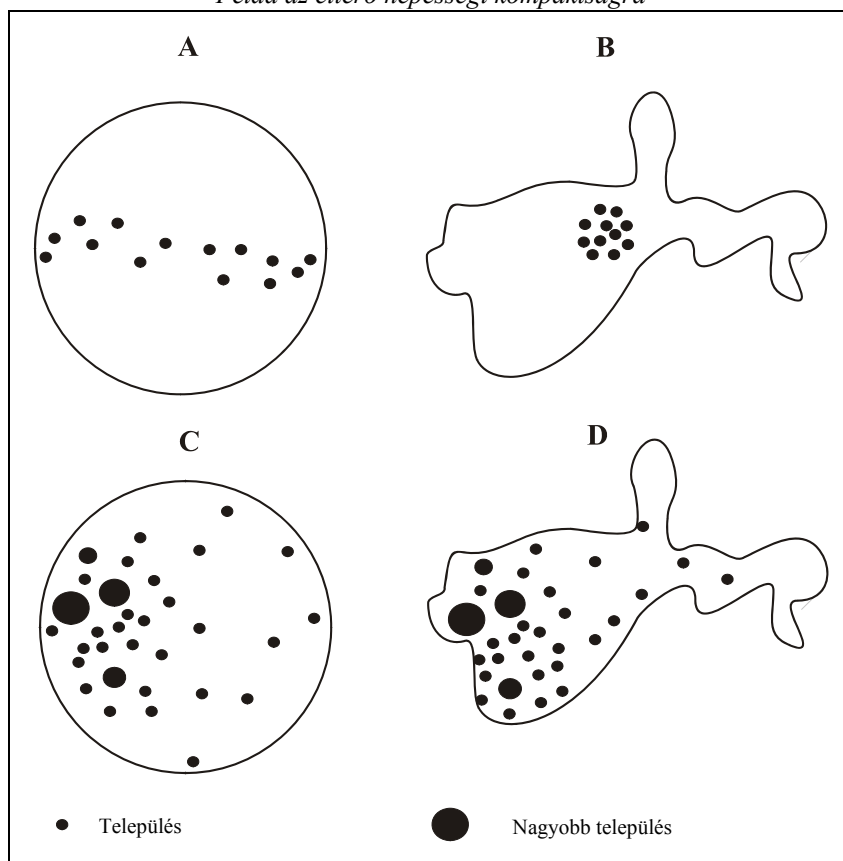 Példa az eltérő népességi kompaktságra
A
B
C
D
Település
Nagyobb település